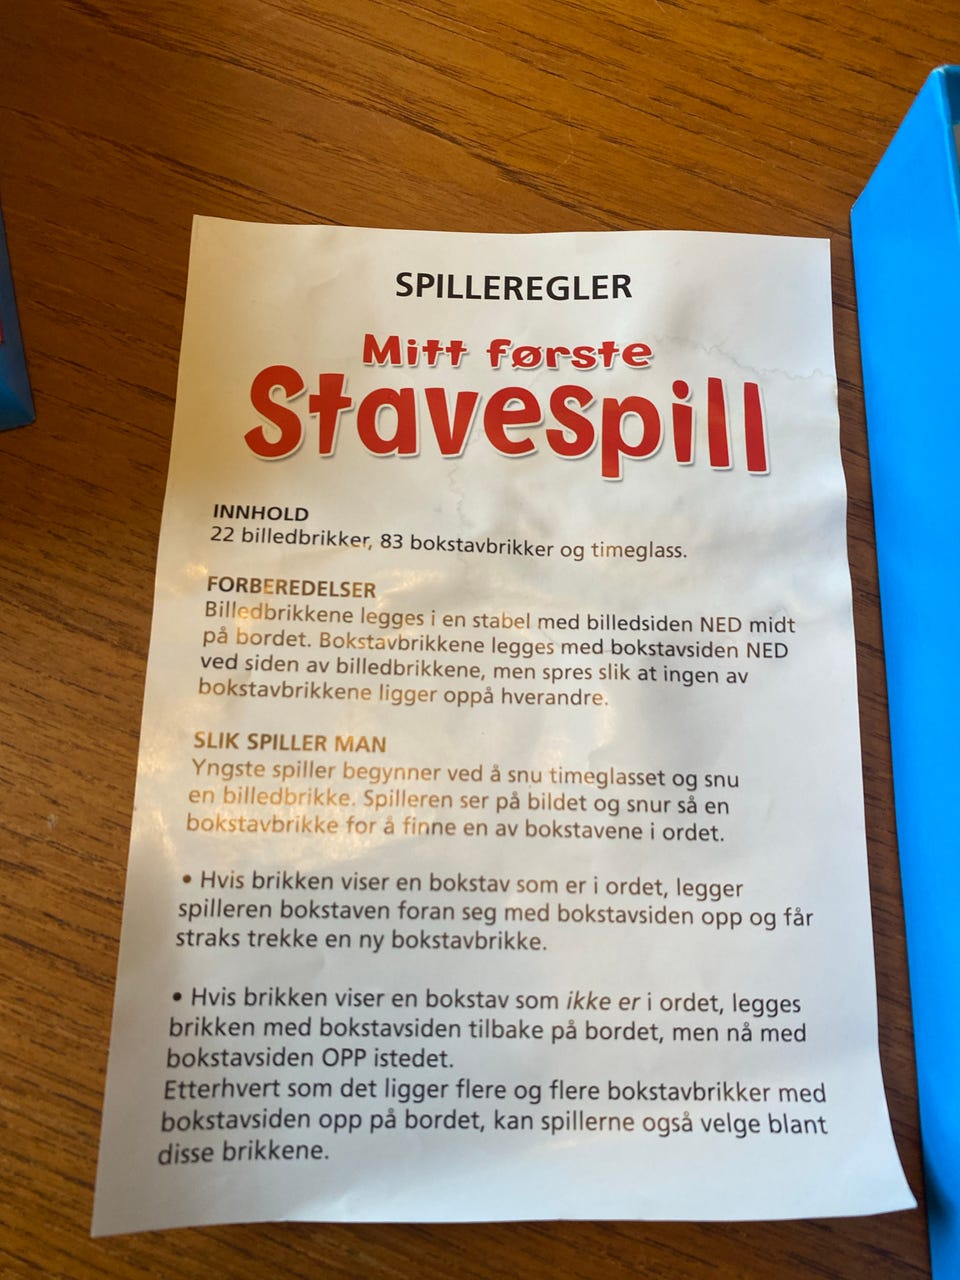 SPILLEREGLER
Mitt første
Stavespill
INNHOLD
22 billedbrikker, 83 bokstavbrikker og timeglass.
FORBEREDELSER
Billedbrikkene legges i en stabel med billedsiden NED midt
på bordet. Bokstavbrikkene legges med bokstavsiden NED
ved siden av billedbrikkene, men spres slik at ingen av
bokstavbrikkene ligger oppå hverandre.
SLIK SPILLER MAN
Yngste spiller begynner ved å snu timeglasset og snu
en billedbrikke. Spilleren ser på bildet og snur så en
bokstavbrikke for å finne en av bokstavene i ordet.
• Hvis brikken viser en bokstav som er i ordet, legger
spilleren bokstaven foran seg med bokstavsiden opp og får
straks trekke en ny bokstavbrikke.
• Hvis brikken viser en bokstav som ikke er i ordet, legges
brikken med bokstavsiden tilbake på bordet, men nå med
bokstavsiden OPP istedet.
Etterhvert som det ligger flere og flere bokstavbrikker med
bokstavsiden opp på bordet, kan spillerne også velge blant
disse brikkene.